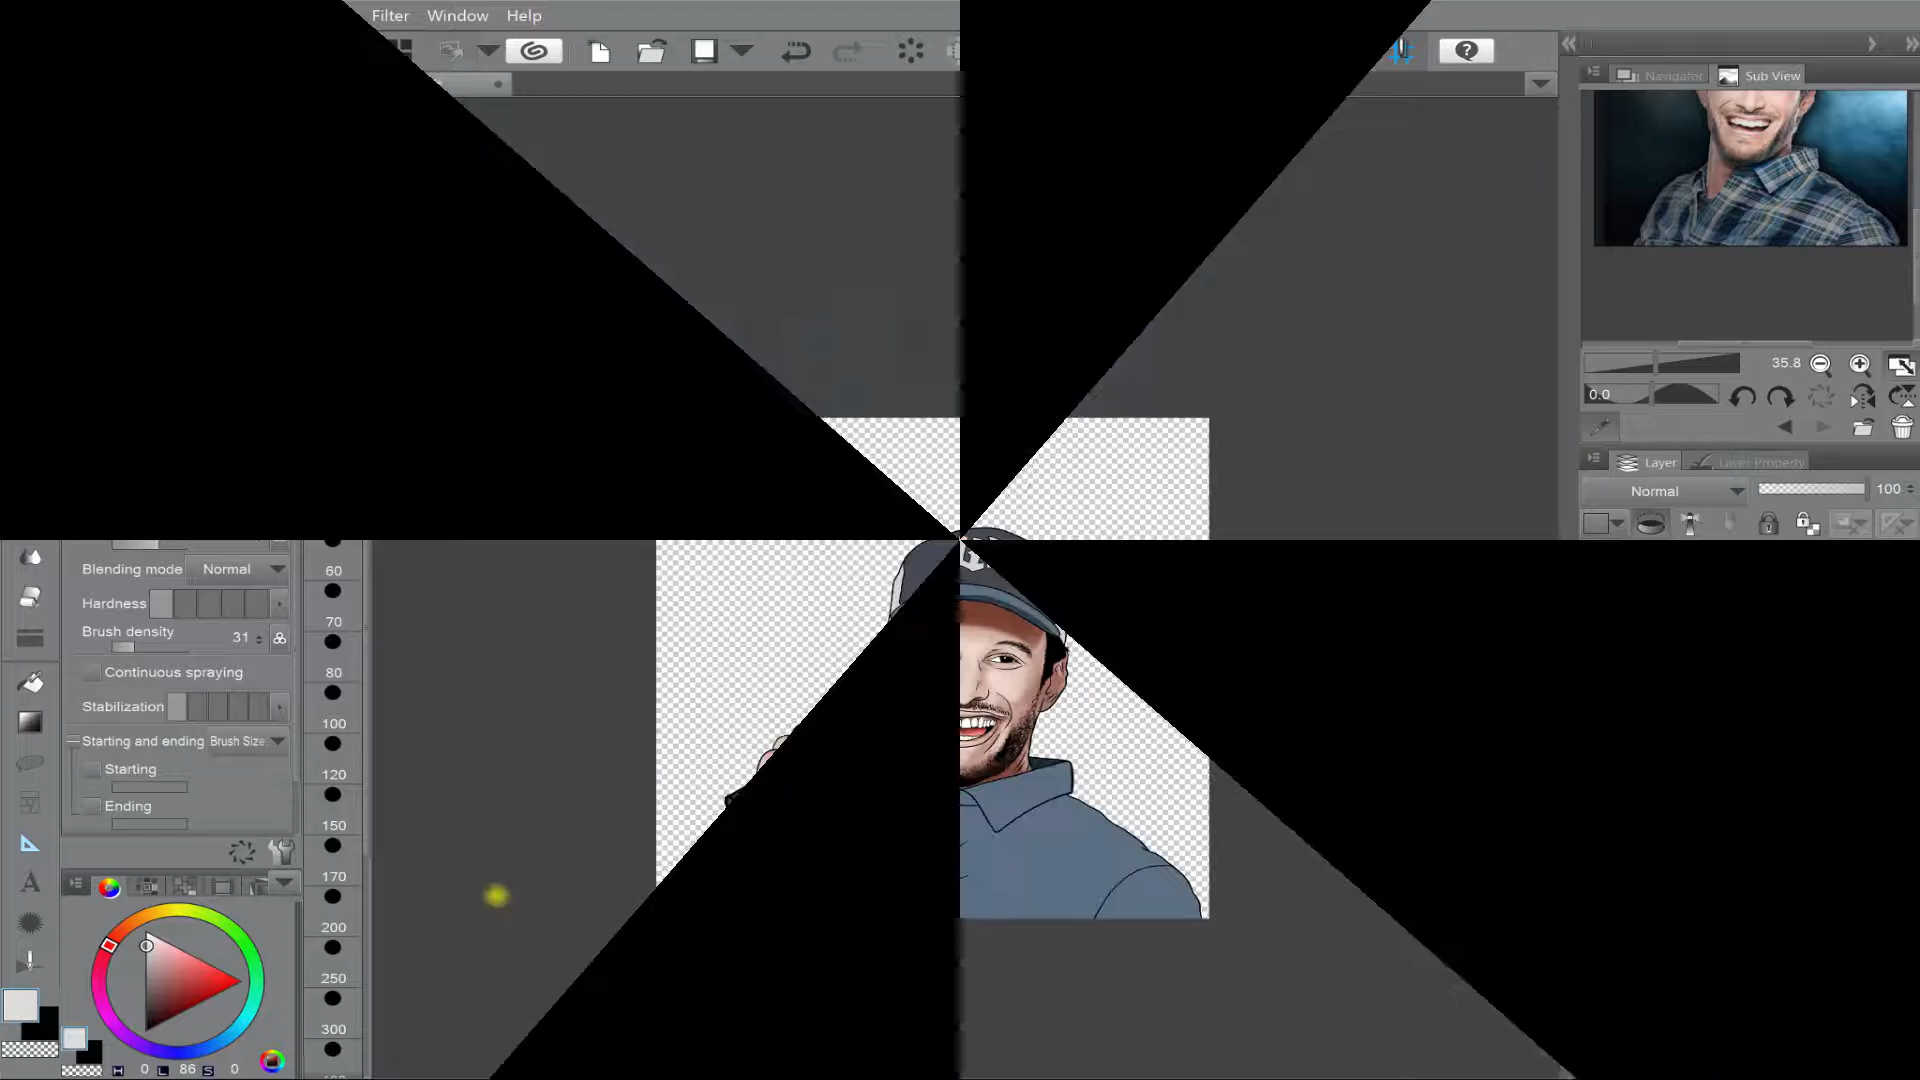 Filter Window Help
Navigator Sub View
35.8
0.0
Layer Layer Property
Normal 100
Blending mode Normal
Hardness
Brush density 31
Continuous spraying
Stabilization
Starting and ending Brush Size
Starting
Ending
60
70
80
100
120
150
170
200
250
300
H 0 L 86 S 0